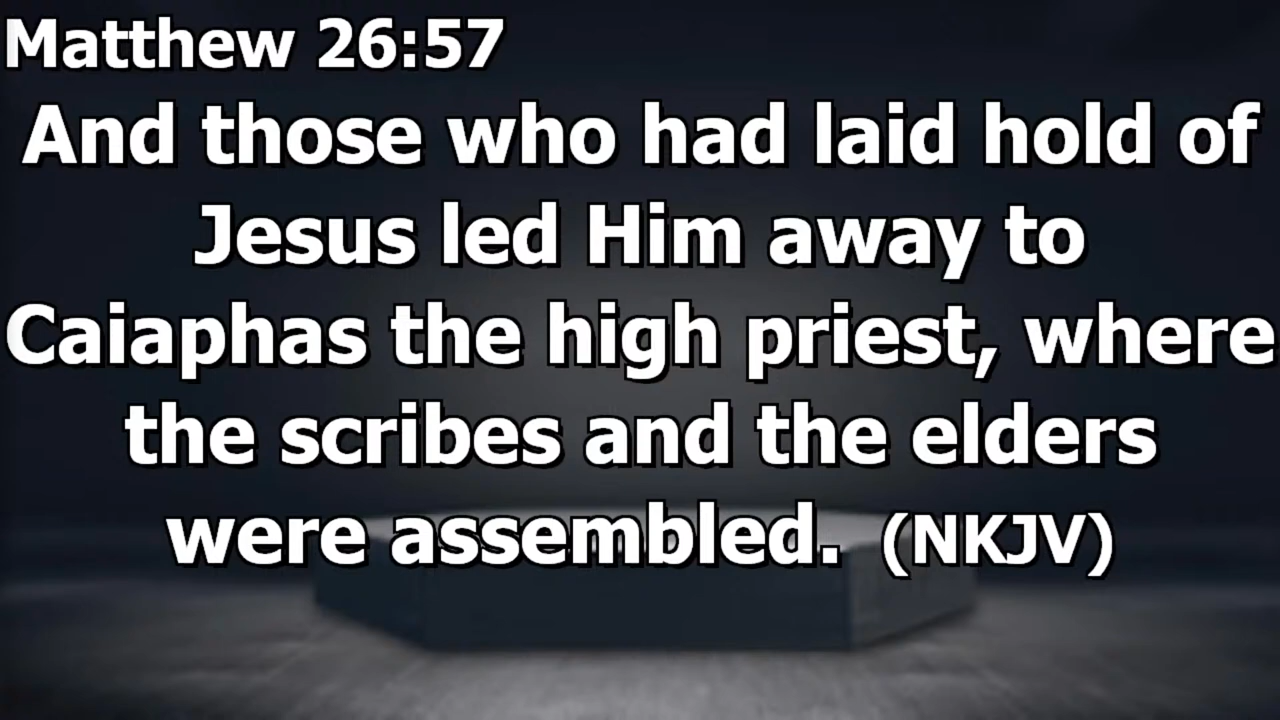 Matthew 26:57
And those who had laid hold of
Jesus led Him away to
Caiaphas the high priest, where
the scribes and the elders
were assembled. (NKJV)